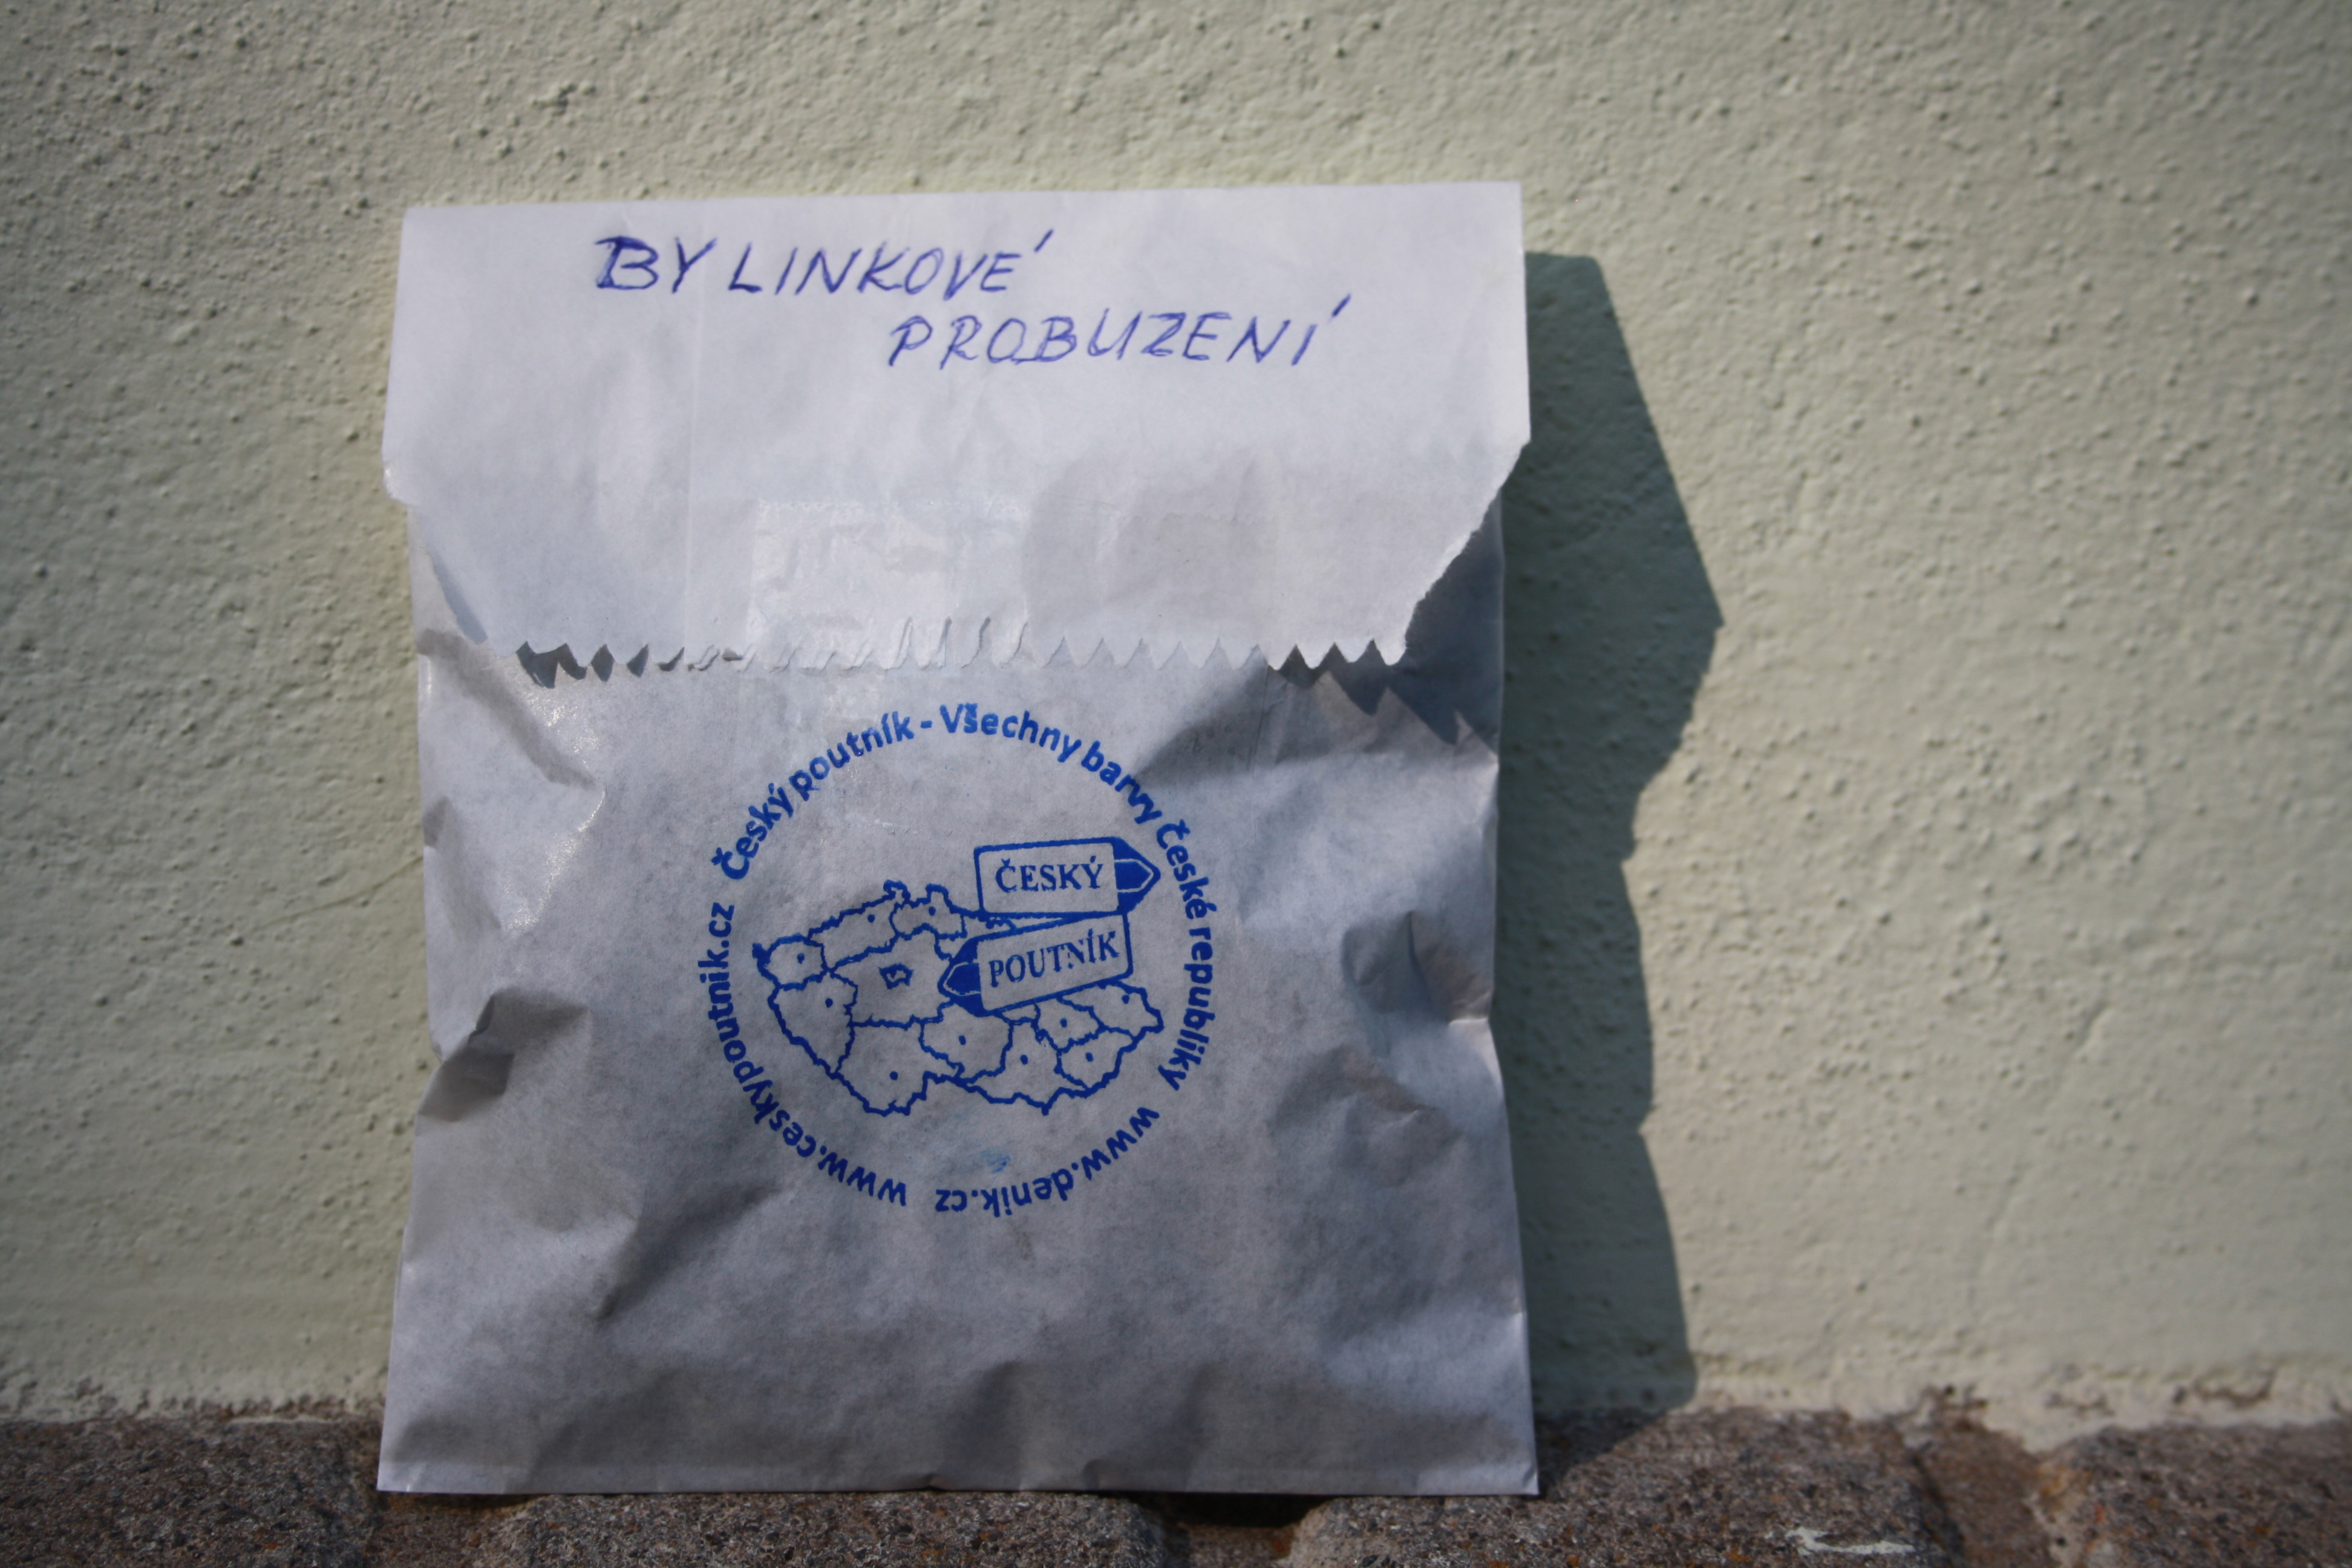 BYLINKOVÉ
PROBUZENÍ
Český poutník - Všechny barvy České republiky
www.denik.cz
www.ceskypoutnik.cz
ČESKÝ
POUTNÍK